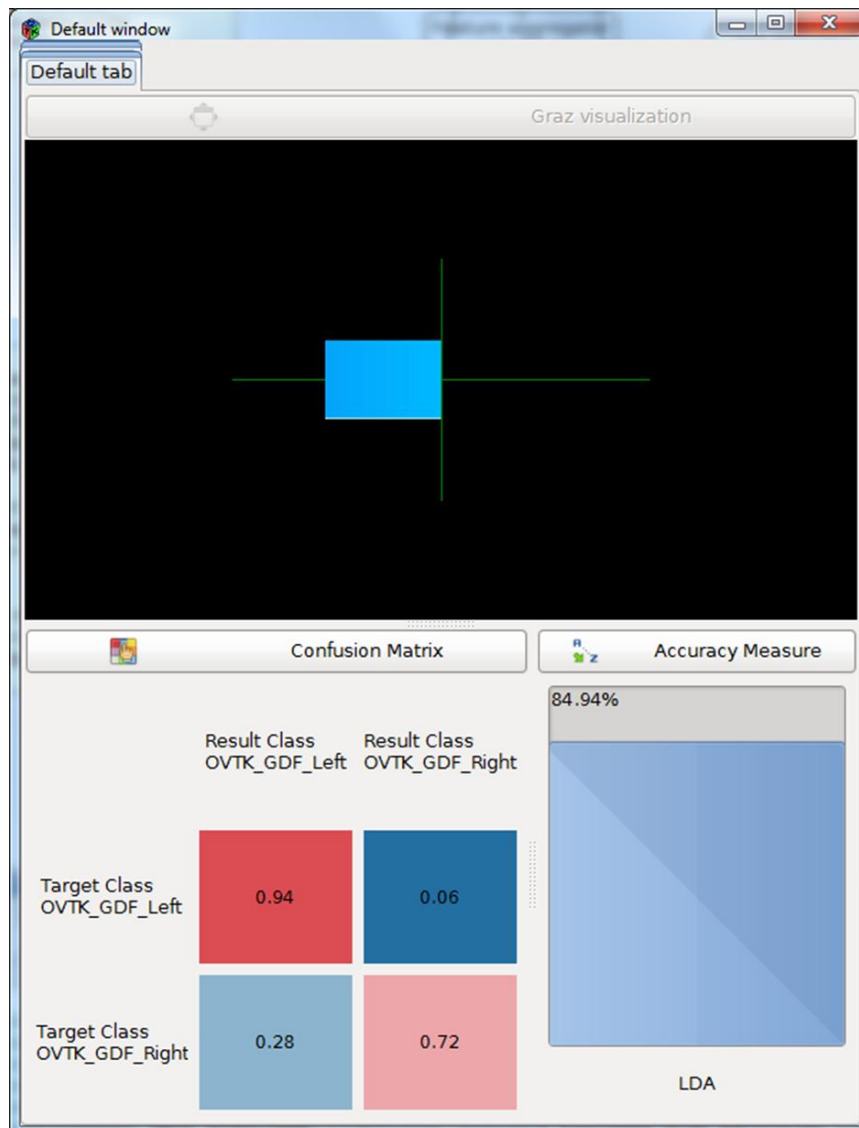 Default window
Default tab
Graz visualization
Confusion Matrix
Accuracy Measure
84.94%
Result Class
OVTK_GDF_Left
Result Class
OVTK_GDF_Right
Target Class
OVTK_GDF_Left
0.94
0.06
Target Class
OVTK_GDF_Right
0.28
0.72
LDA